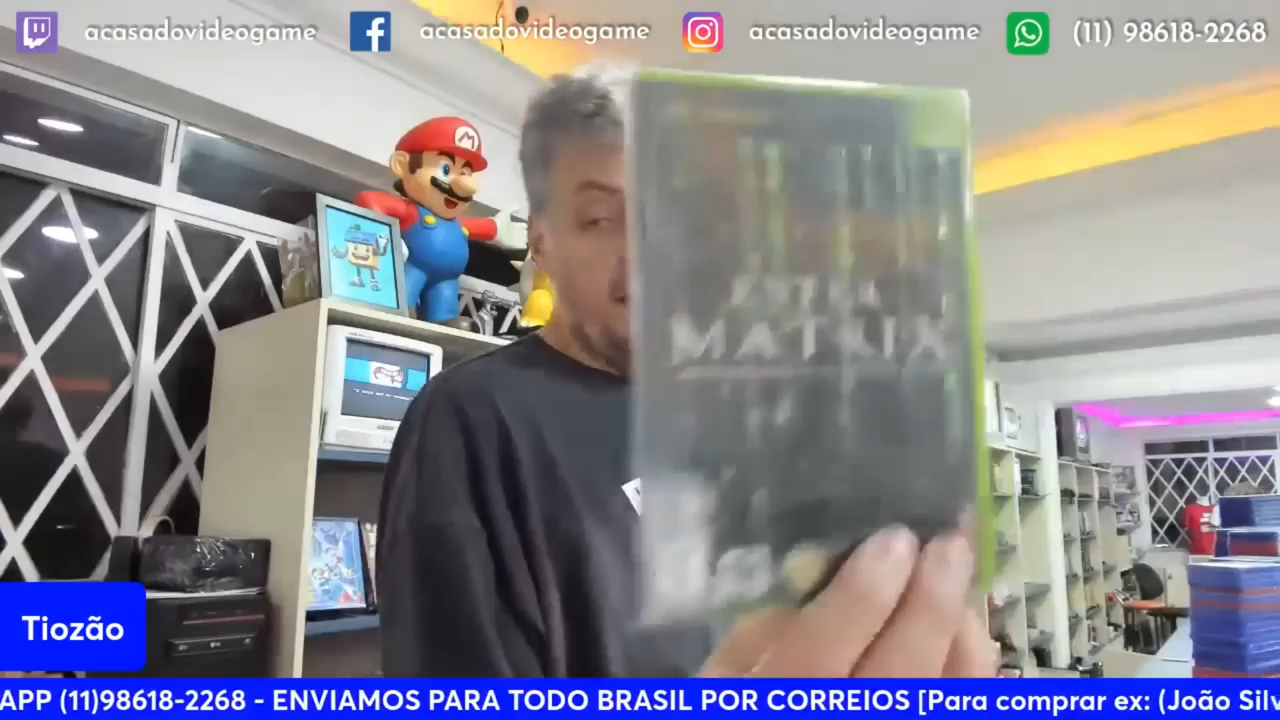 acasadovideogame
acasadovideogame
acasadovideogame
(11) 98618-2268
M
ENTER
MATRIX
Tiozão
APP (11)98618-2268 - ENVIAMOS PARA TODO BRASIL POR CORREIOS [Para comprar ex: (João Silv